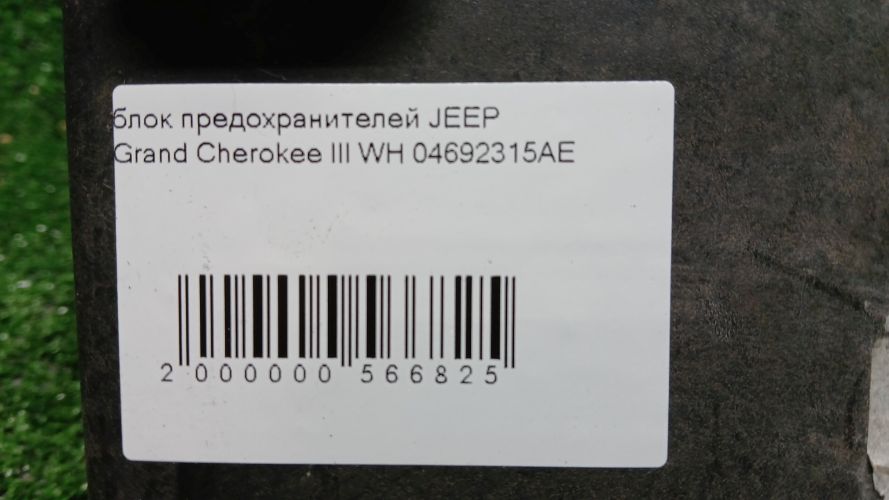 блок предохранителей JEEP
Grand Cherokee III WH 04692315AE
2 000000 566825